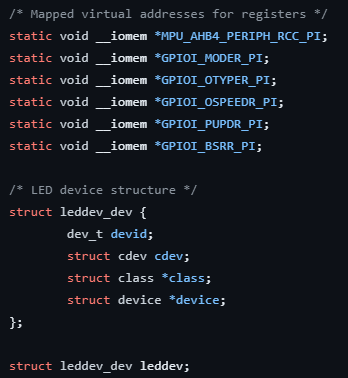 /* Mapped virtual addresses for registers */
static void __iomem *MPU_AHB4_PERIPH_RCC_PI;
static void __iomem *GPIOI_MODER_PI;
static void __iomem *GPIOI_OTYPER_PI;
static void __iomem *GPIOI_OSPEEDR_PI;
static void __iomem *GPIOI_PUPDR_PI;
static void __iomem *GPIOI_BSRR_PI;

/* LED device structure */
struct leddev_dev {
        dev_t devid;
        struct cdev cdev;
        struct class *class;
        struct device *device;
};

struct leddev_dev leddev;